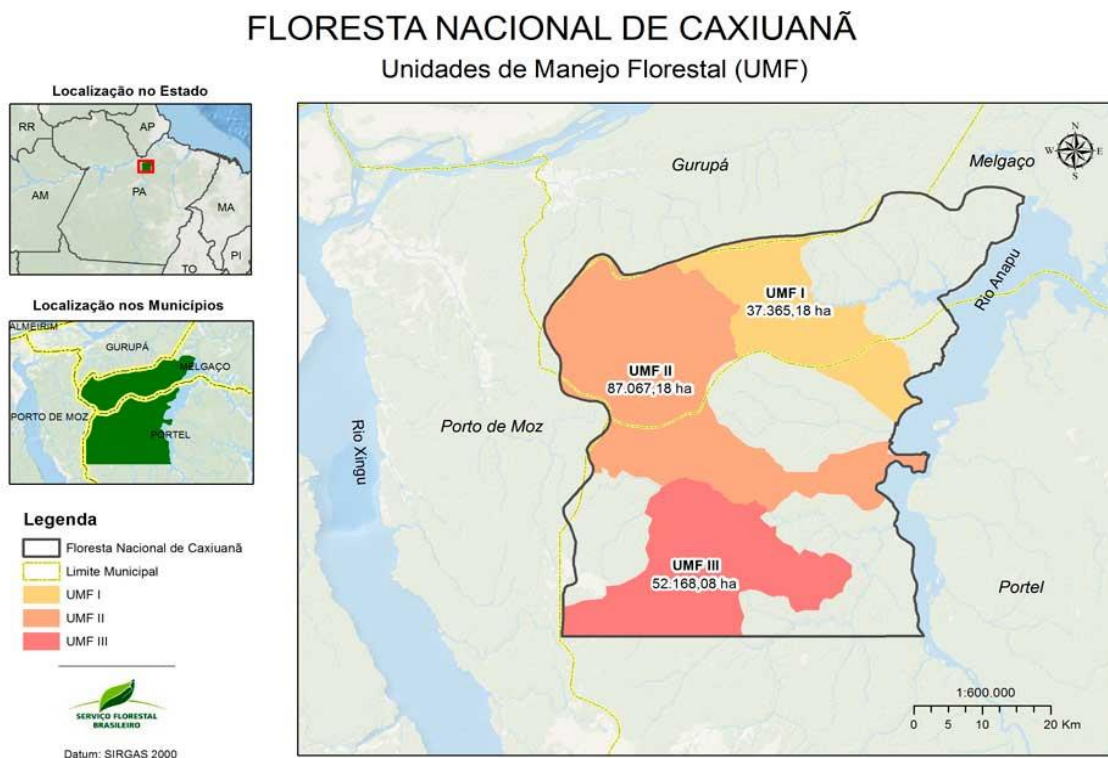 FLORESTA NACIONAL DE CAXIUANÃ
Unidades de Manejo Florestal (UMF)
Localização no Estado
RR
AP
AM
PA
MA
TO
PI
Localização nos Municípios
ALMEIRIM
GURUPÁ
MELGAÇO
PORTO DE MOZ
PORTEL
Legenda
Floresta Nacional de Caxiuanã
Limite Municipal
UMF I
UMF II
UMF III
SERVIÇO FLORESTAL
BRASILEIRO
Datum: SIRGAS 2000
Gurupá
Melgaço
N
W
E
S
Rio Anapu
UMF I
37.365,18 ha
UMF II
87.067,18 ha
Porto de Moz
Rio Xingu
UMF III
52.168,08 ha
Portel
1:600.000
0 5 10 20 Km